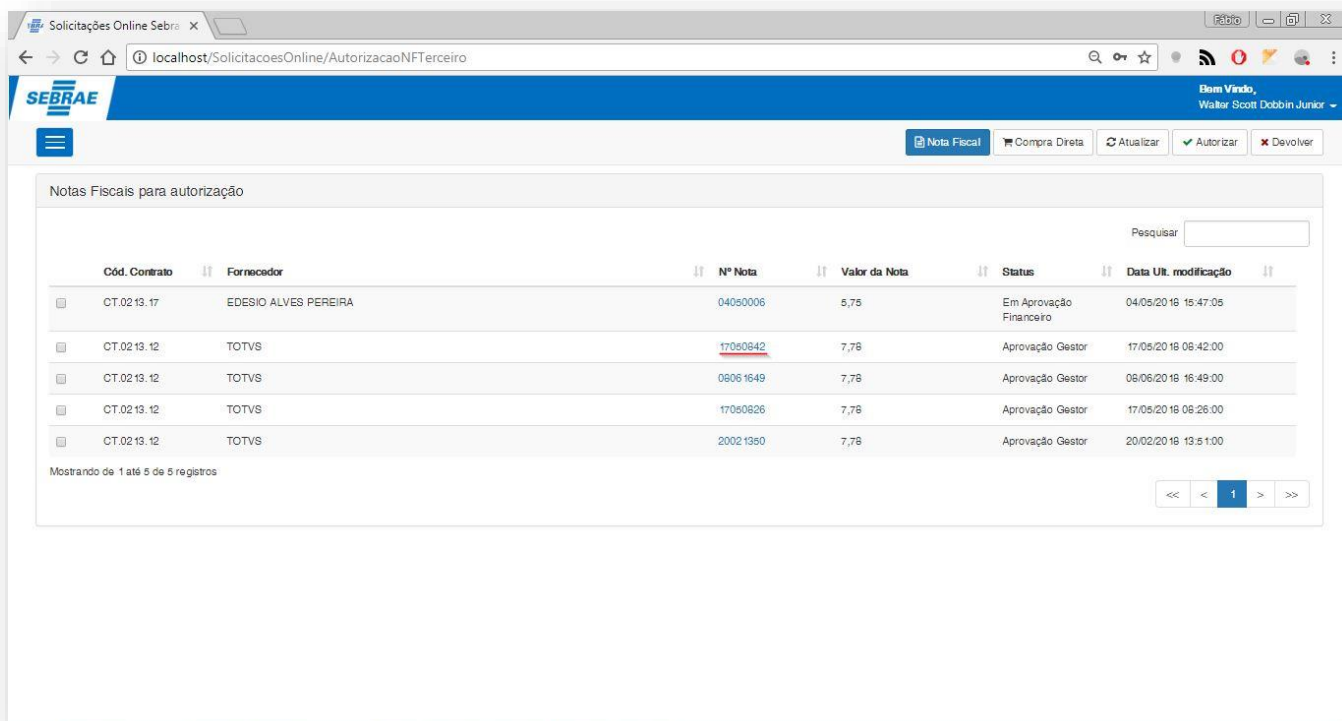 Solicitações Online Sebra
Fábio
localhost/SolicitacoesOnline/AutorizacaoNFTerceiro
SEBRAE
Bem Vindo,
Walter Scott Dobbin Junior
Nota Fiscal Compra Direta Atualizar Autorizar Devolver
Notas Fiscais para autorização
Pesquisar
Cód. Contrato Fornecedor Nº Nota Valor da Nota Status Data Ult. modificação
CT.0213.17 EDESIO ALVES PEREIRA 04050006 5,75 Em Aprovação Financeiro 04/05/2018 15:47:05
CT.0213.12 TOTVS 17050842 7,78 Aprovação Gestor 17/05/2018 08:42:00
CT.0213.12 TOTVS 08061649 7,78 Aprovação Gestor 08/06/2018 16:49:00
CT.0213.12 TOTVS 17050826 7,78 Aprovação Gestor 17/05/2018 08:26:00
CT.0213.12 TOTVS 20021350 7,78 Aprovação Gestor 20/02/2018 13:51:00
Mostrando de 1 até 5 de 5 registros
<< < 1 > >>